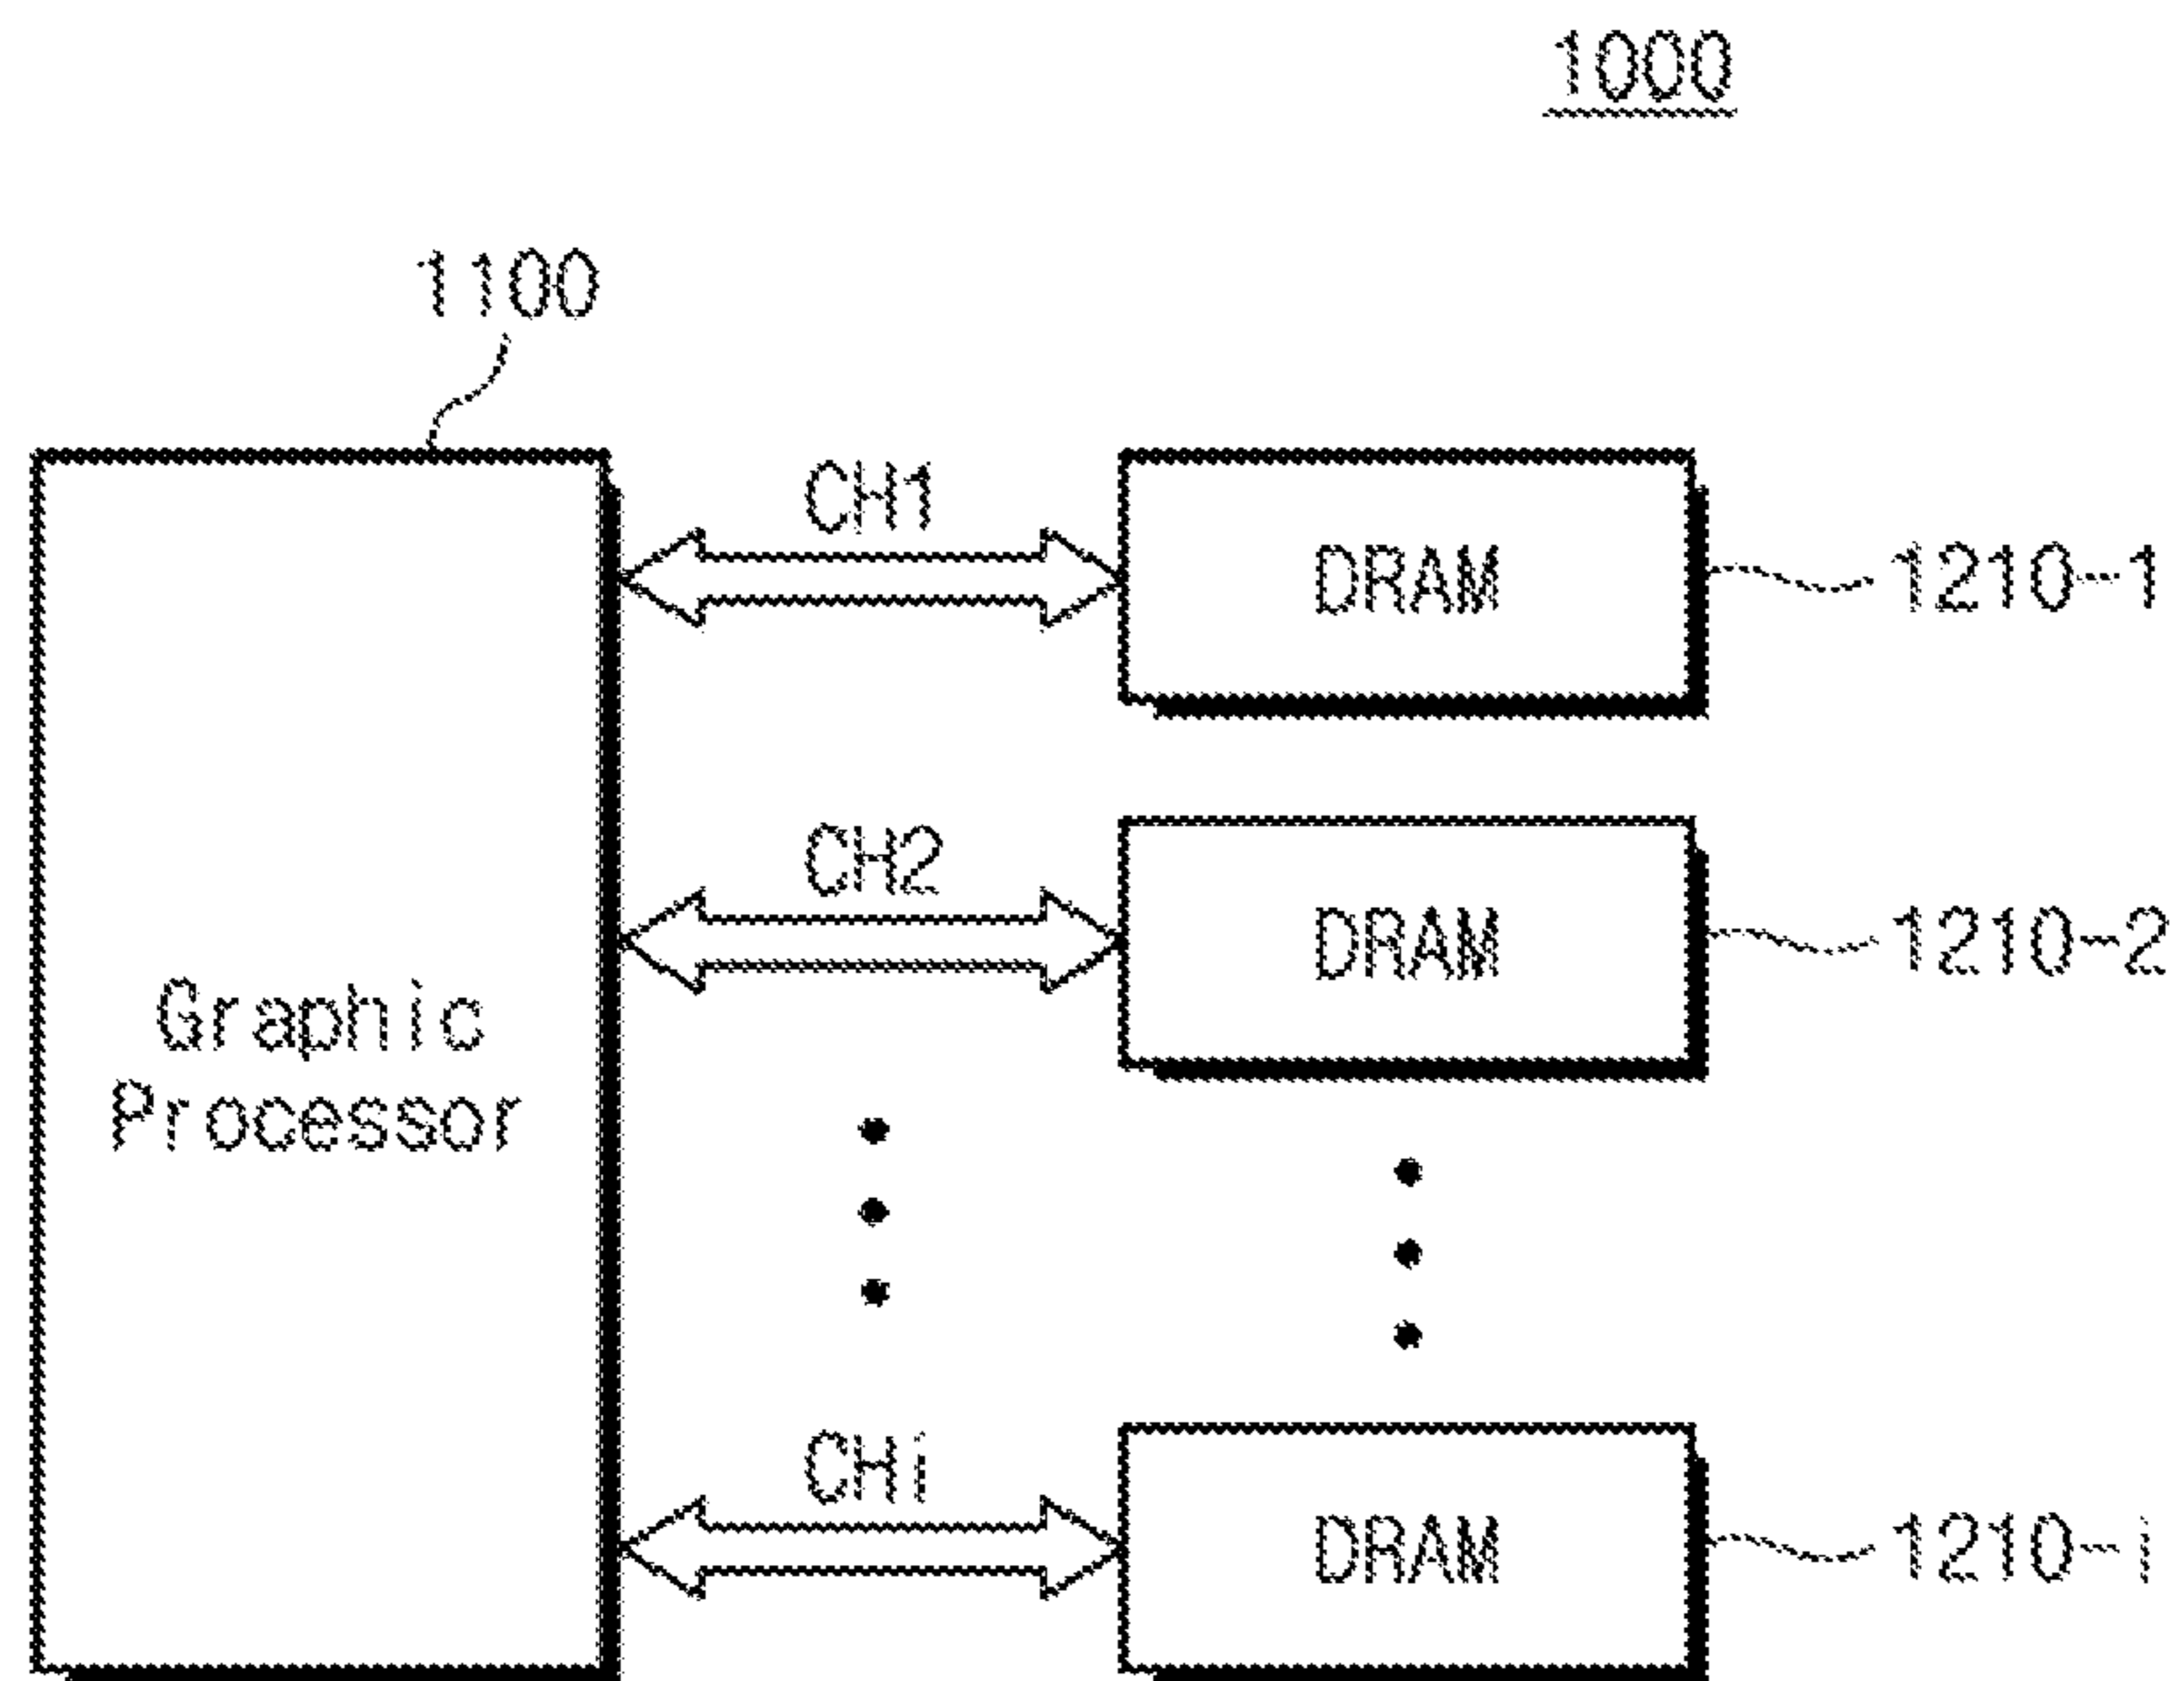 1000
1100
CH1
DRAM
1210-1
CH2
DRAM
1210-2
Graphic
Processor
CHi
DRAM
1210-i